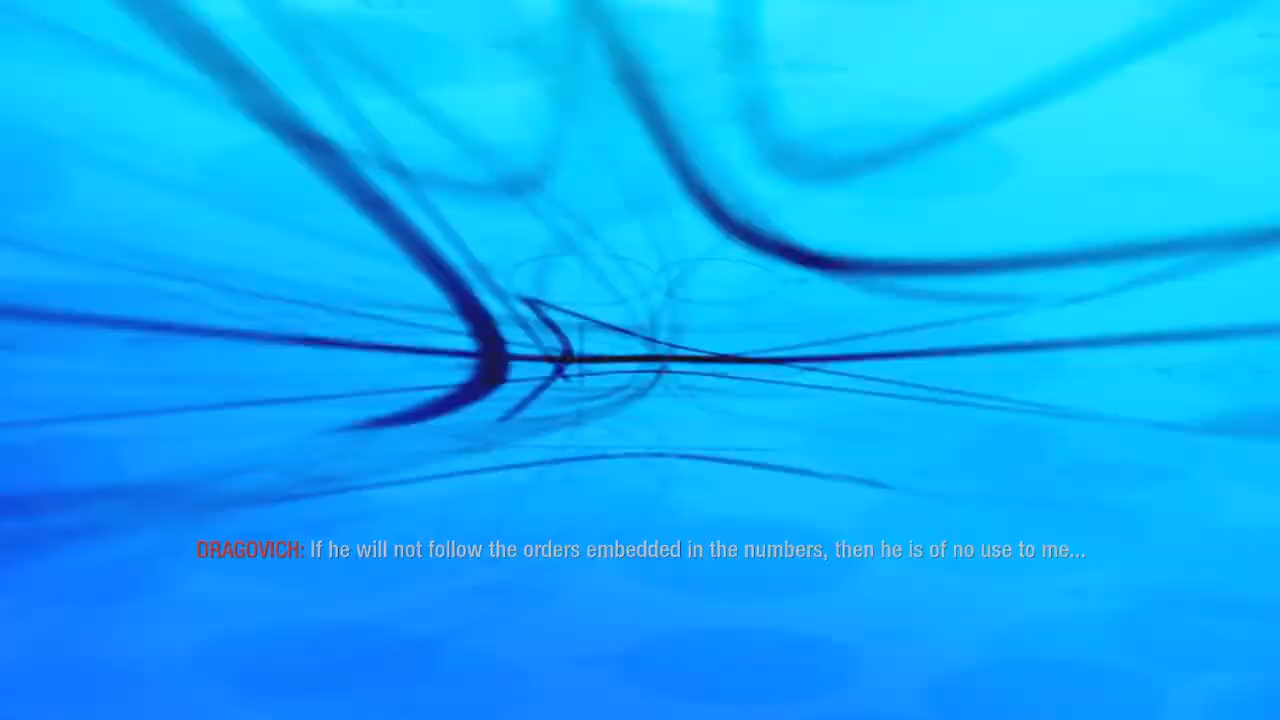 DRAGOVICH: If he will not follow the orders embedded in the numbers, then he is of no use to me...